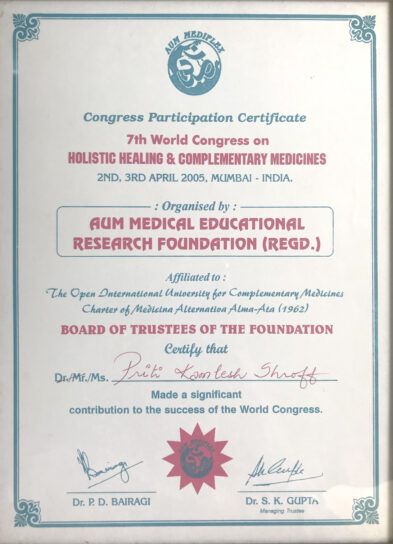 AUM MEDIPLEX
Congress Participation Certificate
7th World Congress on
HOLISTIC HEALING & COMPLEMENTARY MEDICINES
2ND, 3RD APRIL 2005, MUMBAI - INDIA.
: Organised by :
AUM MEDICAL EDUCATIONAL
RESEARCH FOUNDATION (REGD.)
Affiliated to :
The Open International University for Complementary Medicines
Charter of Medicina Alternativa Alma-Ata (1962)
BOARD OF TRUSTEES OF THE FOUNDATION
Certify that
Dr./Mr./Ms. Priti Kamlesh Shroff
Made a significant
contribution to the success of the World Congress.
Dr. P. D. BAIRAGI
Dr. S. K. GUPTA
Managing Trustee